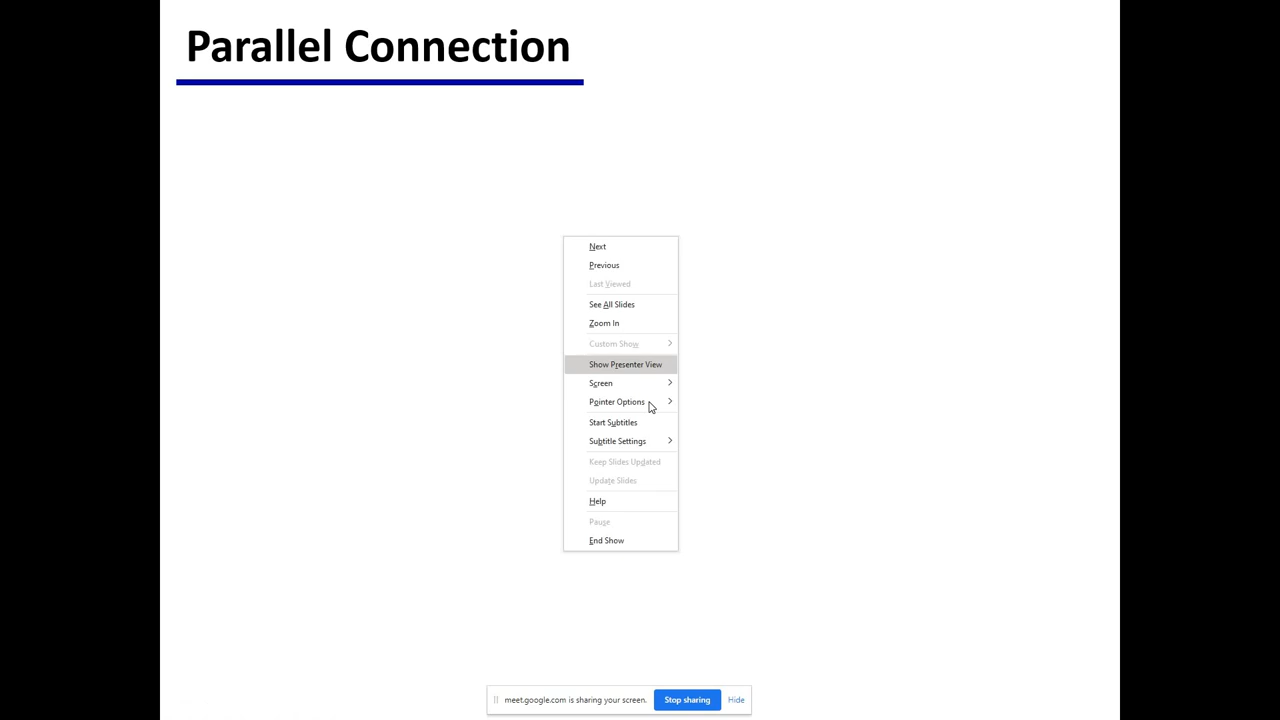 Parallel Connection
Next
Previous
Last Viewed
See All Slides
Zoom In
Custom Show
Show Presenter View
Screen
Pointer Options
Start Subtitles
Subtitle Settings
Keep Slides Updated
Update Slides
Help
Pause
End Show
meet.google.com is sharing your screen. Stop sharing Hide